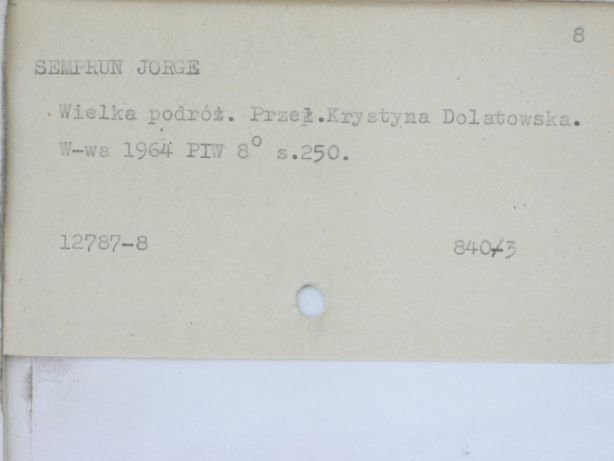 8
SEMPRUN JORGE
Wielka podróż. Przeł.Krystyna Dolatowska.
W-wa 1964 PIW 8° s.250.
12787-8 840-3